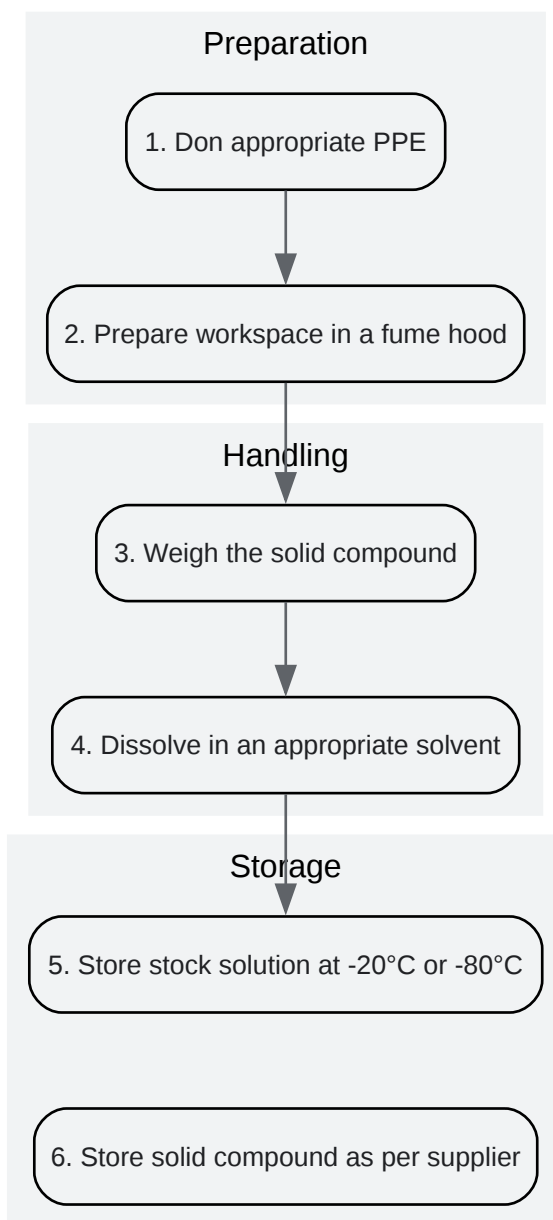 Preparation
1. Don appropriate PPE
2. Prepare workspace in a fume hood
Handling
3. Weigh the solid compound
4. Dissolve in an appropriate solvent
Storage
5. Store stock solution at -20°C or -80°C
6. Store solid compound as per supplier